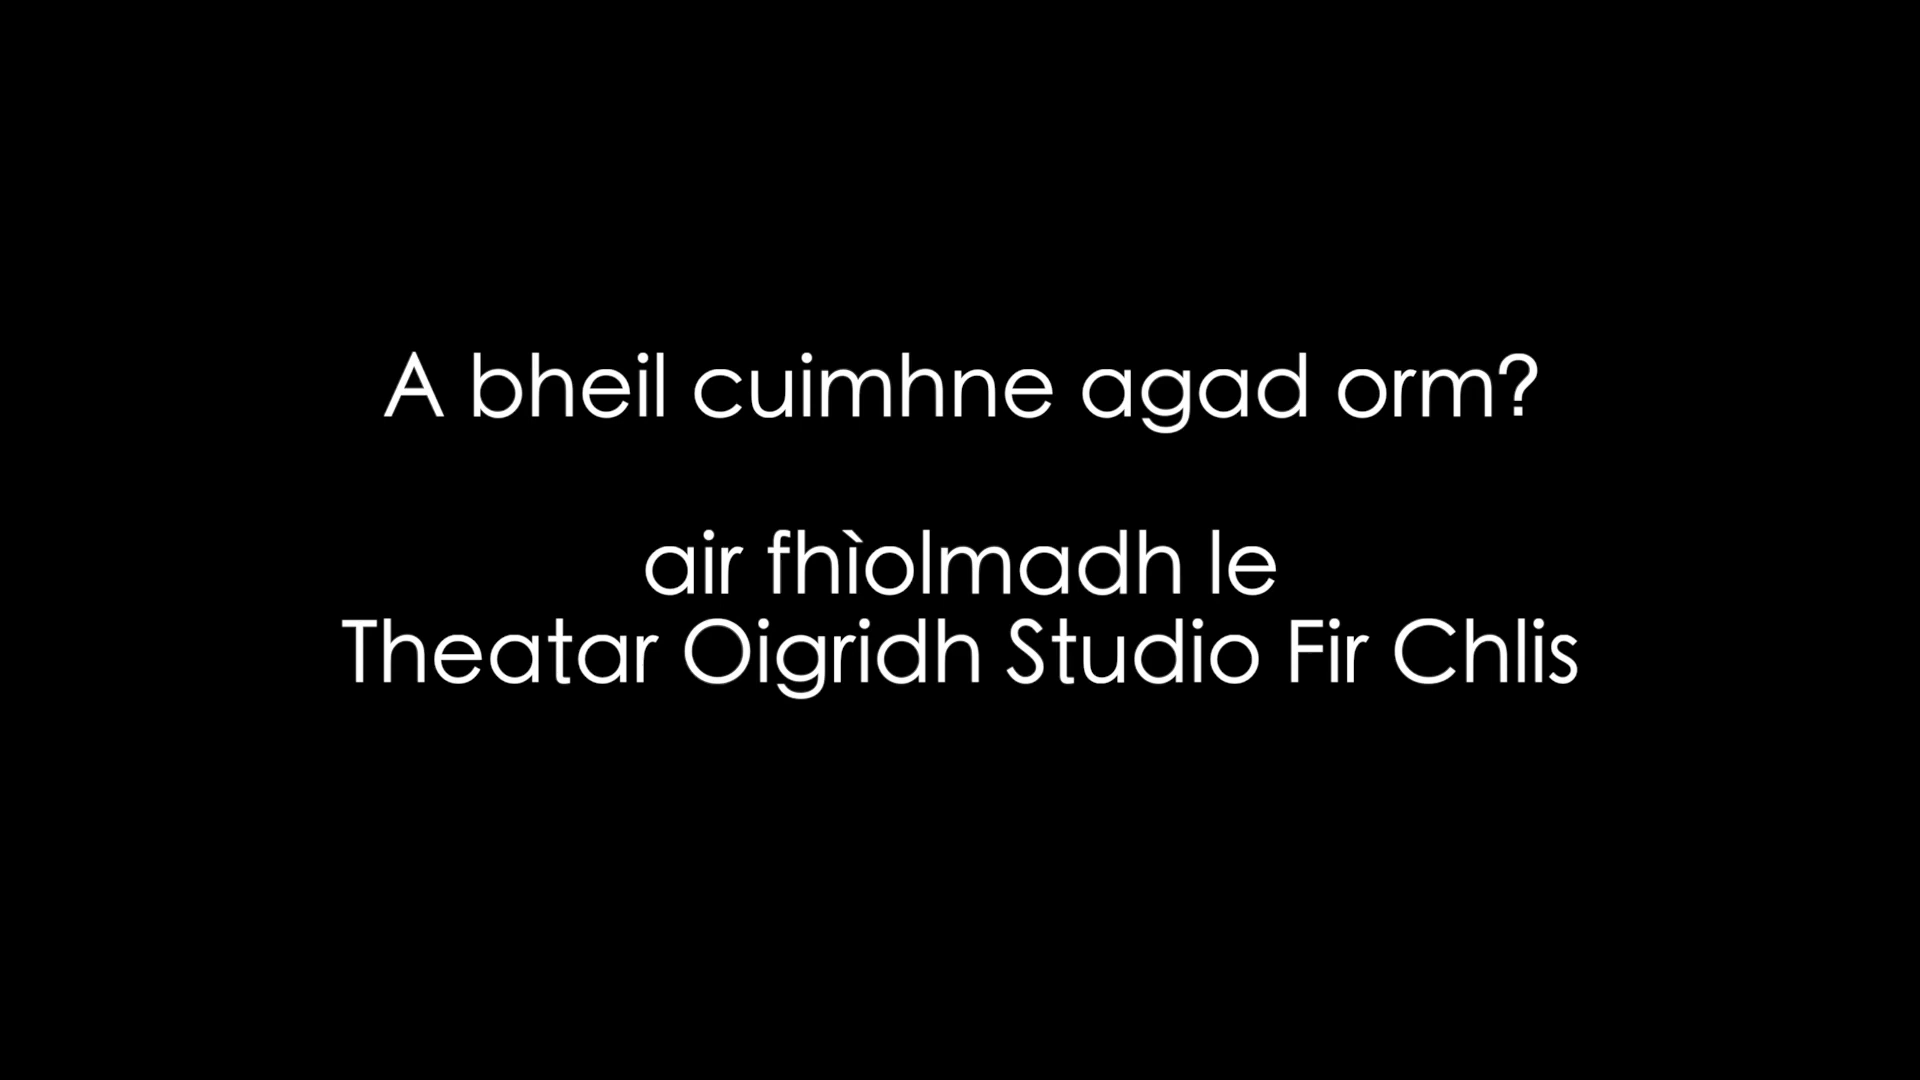 A bheil cuimhne agad orm?
air fhìolmadh le
Theatar Oigridh Studio Fir Chlis